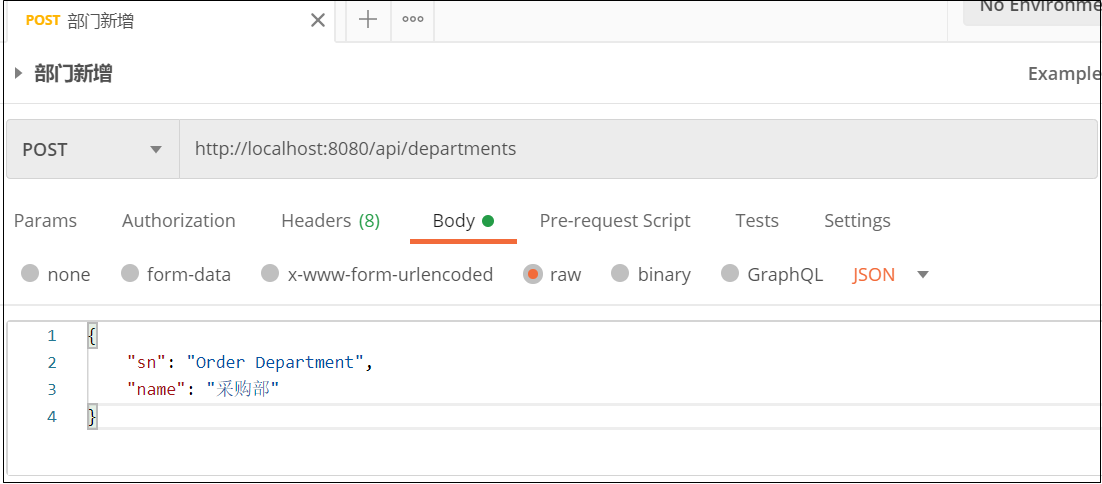 POST 部门新增
No Environme
部门新增
Example
POST http://localhost:8080/api/departments
Params Authorization Headers (8) Body Pre-request Script Tests Settings
none form-data x-www-form-urlencoded raw binary GraphQL JSON
1 {
2 "sn": "Order Department",
3 "name": "采购部"
4 }